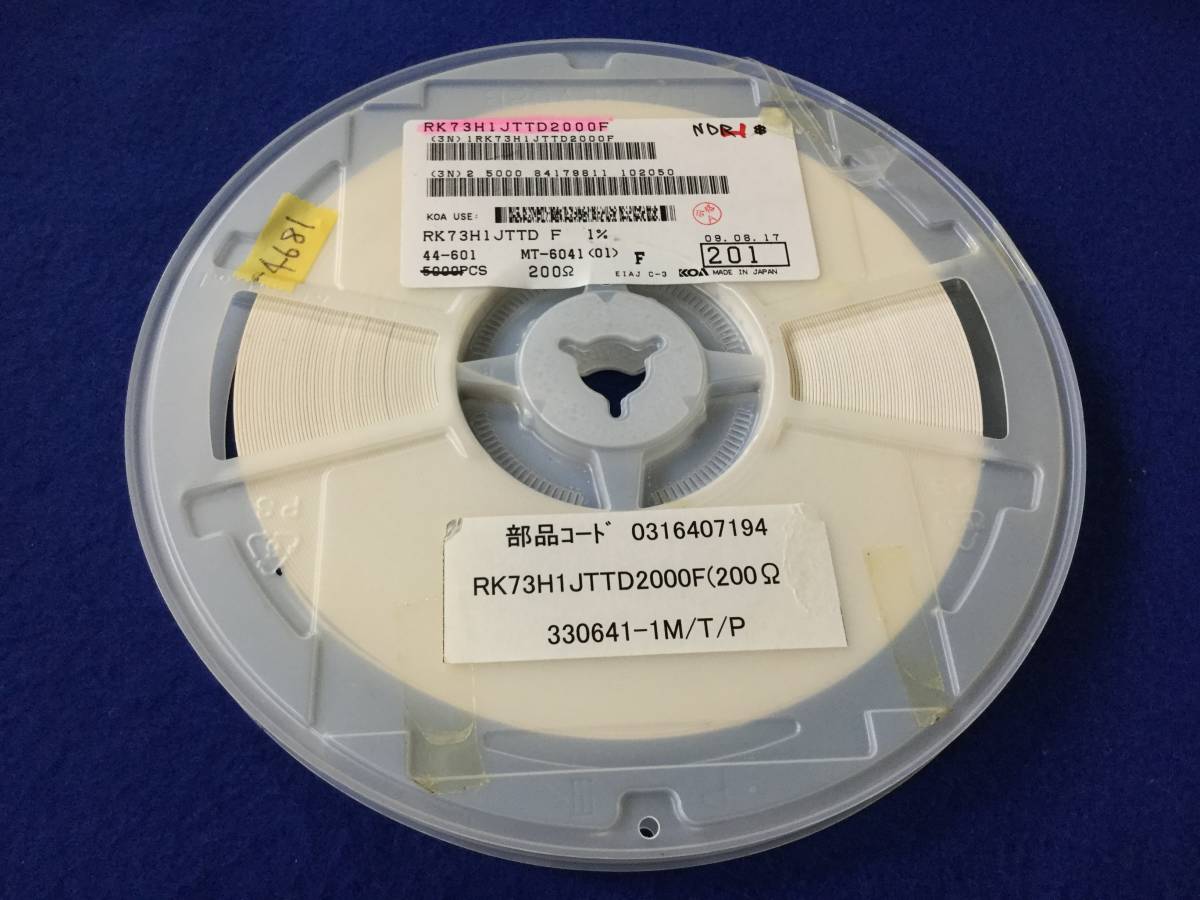 RK73H1JTTD2000F
(3N)1RK73H1JTTD2000F
(3N)2 5000 84179811 102050
KOA USE:
RK73H1JTTD F 1%
09.08.17
44-601 MT-6041<01> F
201
5000PCS 200Ω EIAJ C-3 KOA MADE IN JAPAN
4681
部品コード 0316407194
RK73H1JTTD2000F(200Ω
330641-1M/T/P